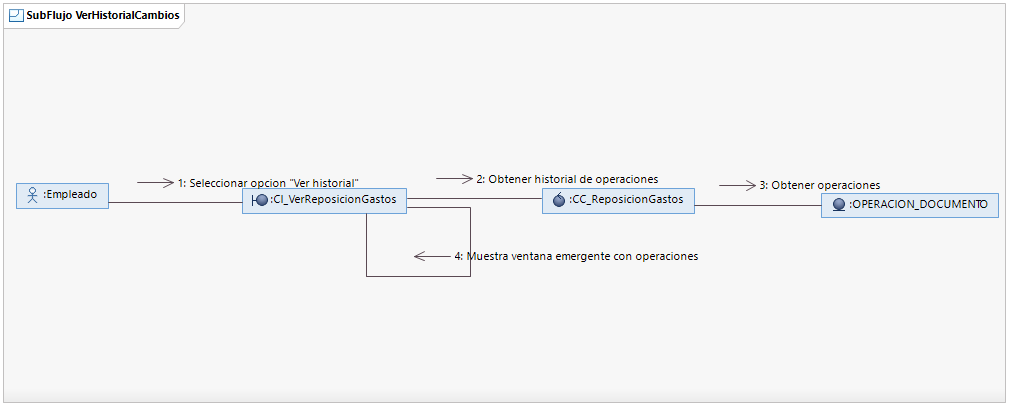 SubFlujo VerHistorialCambios
:Empleado
1: Seleccionar opcion "Ver historial"
:CI_VerReposicionGastos
2: Obtener historial de operaciones
:CC_ReposicionGastos
3: Obtener operaciones
:OPERACION_DOCUMENTO
4: Muestra ventana emergente con operaciones